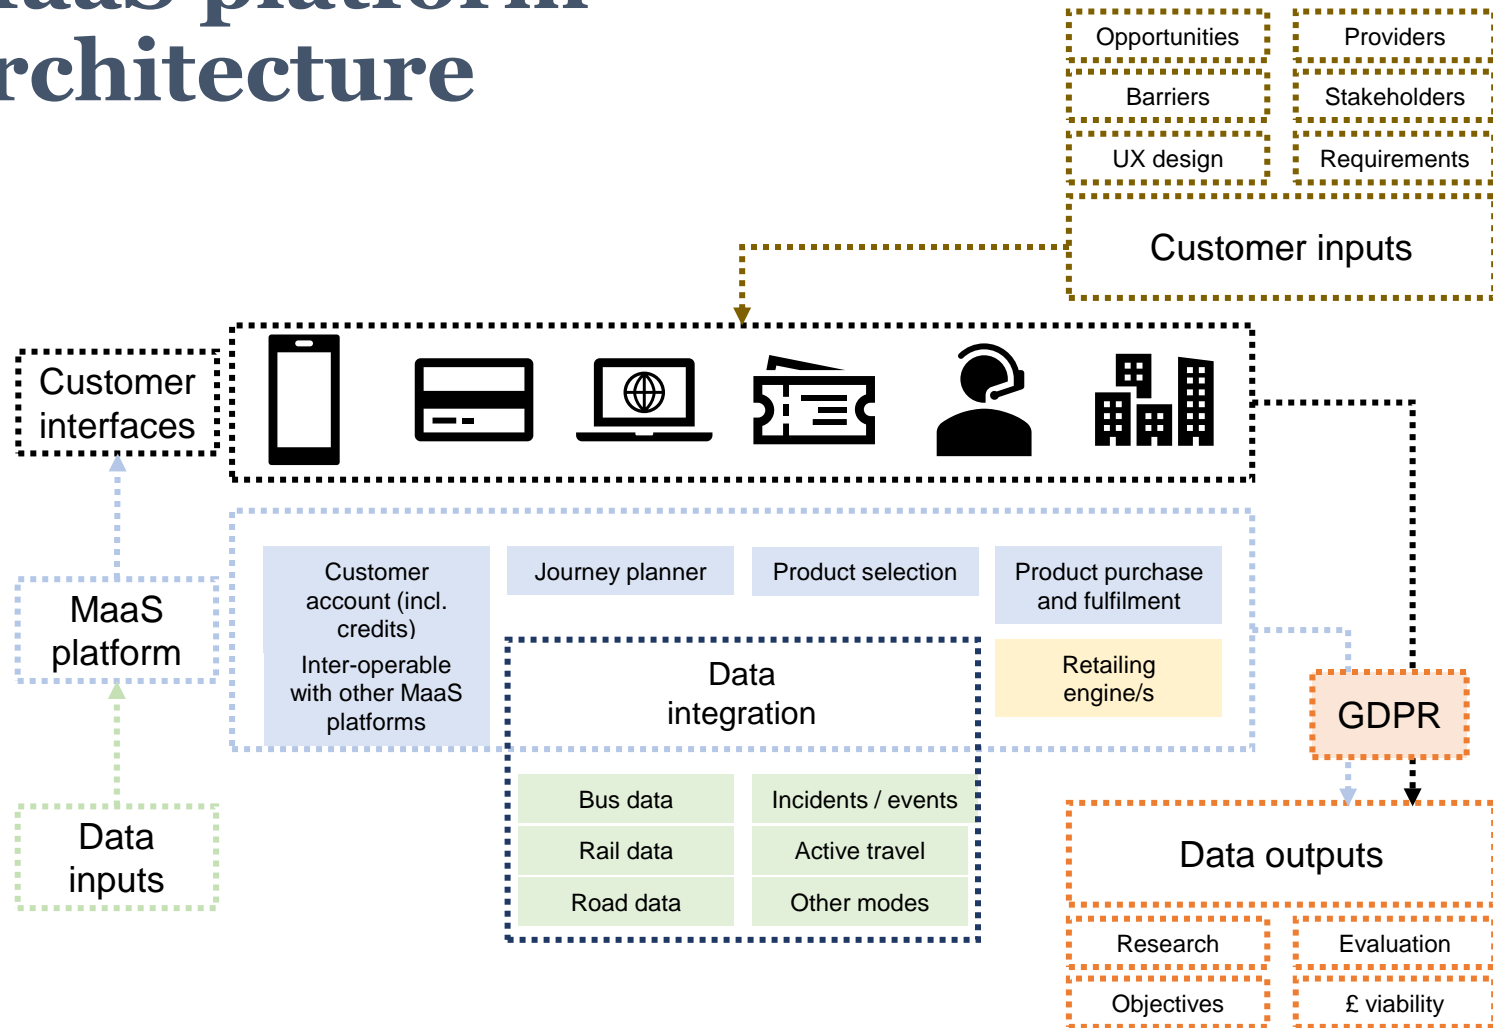 aaS platform
rchitecture
Opportunities
Providers
Barriers
Stakeholders
UX design
Requirements
Customer inputs
Customer
interfaces
MaaS
platform
Data
inputs
Customer
account (incl.
credits)
Journey planner
Product selection
Product purchase
and fulfilment
Inter-operable
with other MaaS
platforms
Data
integration
Retailing
engine/s
GDPR
Bus data
Incidents / events
Rail data
Active travel
Road data
Other modes
Data outputs
Research
Evaluation
Objectives
£ viability